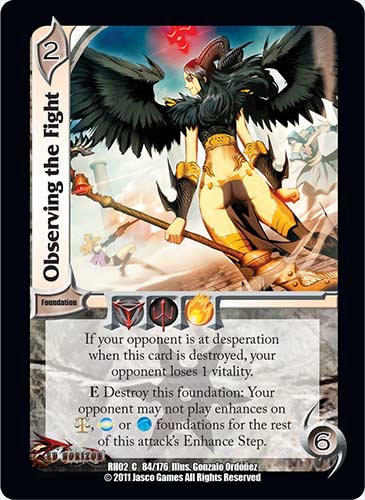 2
Observing the Fight
Foundation
If your opponent is at desperation
when this card is destroyed, your
opponent loses 1 vitality.
E Destroy this foundation: Your
opponent may not play enhances on
, or foundations for the rest
of this attack's Enhance Step.
6
RED HORIZON
RH02 C 84/176 Illus. Gonzalo Ordóñez
© 2011 Jasco Games All Rights Reserved